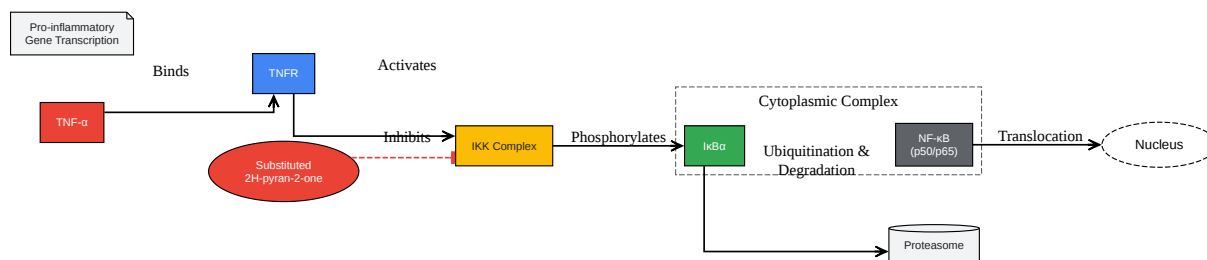 Pro-inflammatory
Gene Transcription
Binds
TNFR
Activates
TNF-α
Inhibits
IKK Complex
Substituted
2H-pyran-2-one
Phosphorylates
Cytoplasmic Complex
IκBα
Ubiquitination &
Degradation
NF-κB
(p50/p65)
Translocation
Nucleus
Proteasome